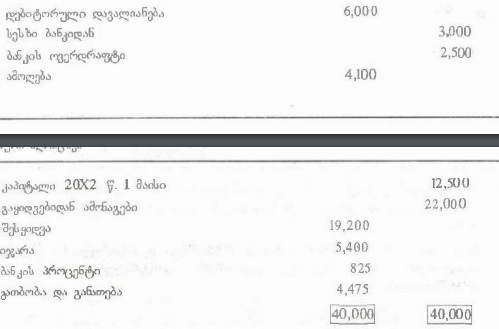 დებიტორული დავალიანება 6,000
სესხი ბანკიდან 3,000
ბანკის ოვერდრაფტი 2,500
ამოღება 4,100
კაპიტალი 20X2 წ. 1 მაისი 12,500
გაყიდვებიდან ამონაგები 22,000
შესყიდვა 19,200
იჯარა 5,400
ბანკის პროცენტი 825
გათბობა და განათება 4,475
40,000 40,000